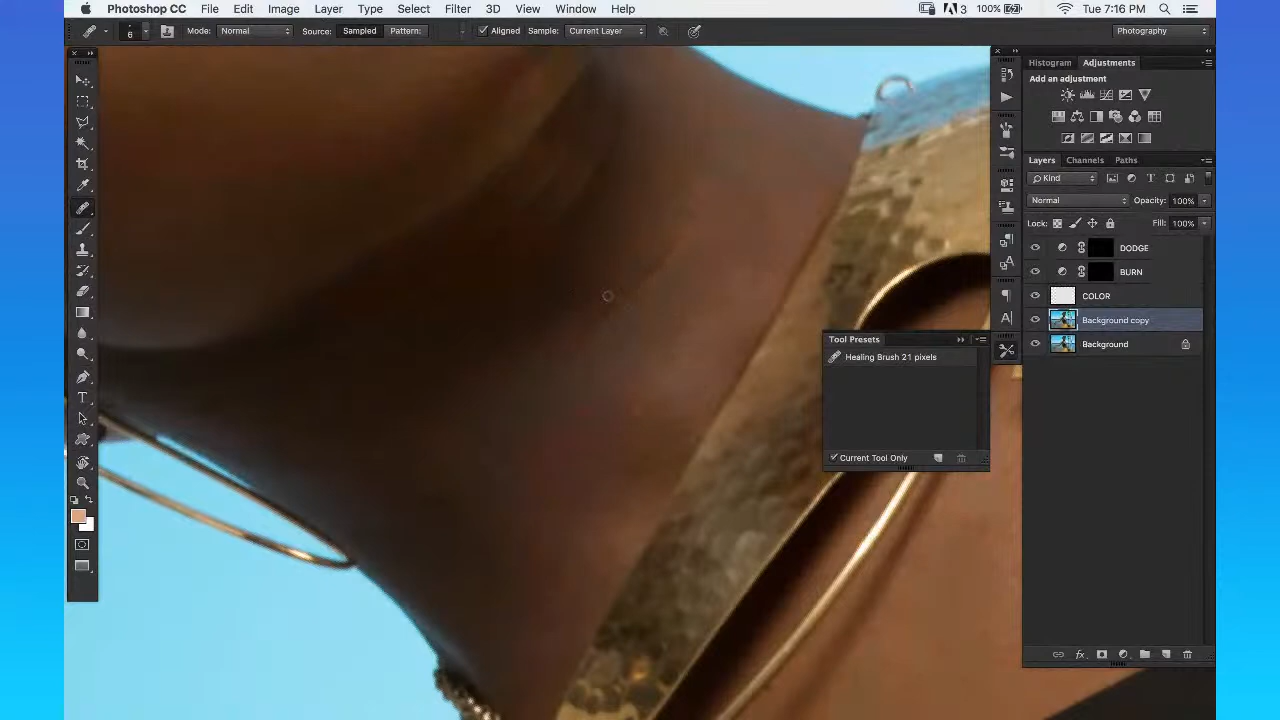 Photoshop CC File Edit Image Layer Type Select Filter 3D View Window Help 3 100% Tue 7:16 PM
6 Mode: Normal Source: Sampled Pattern: Aligned Sample: Current Layer Photography
Histogram Adjustments
Add an adjustment
Layers Channels Paths
Kind T
Normal Opacity: 100%
Lock: Fill: 100%
DODGE
BURN
COLOR
Background copy
Background
Tool Presets
Healing Brush 21 pixels
Current Tool Only